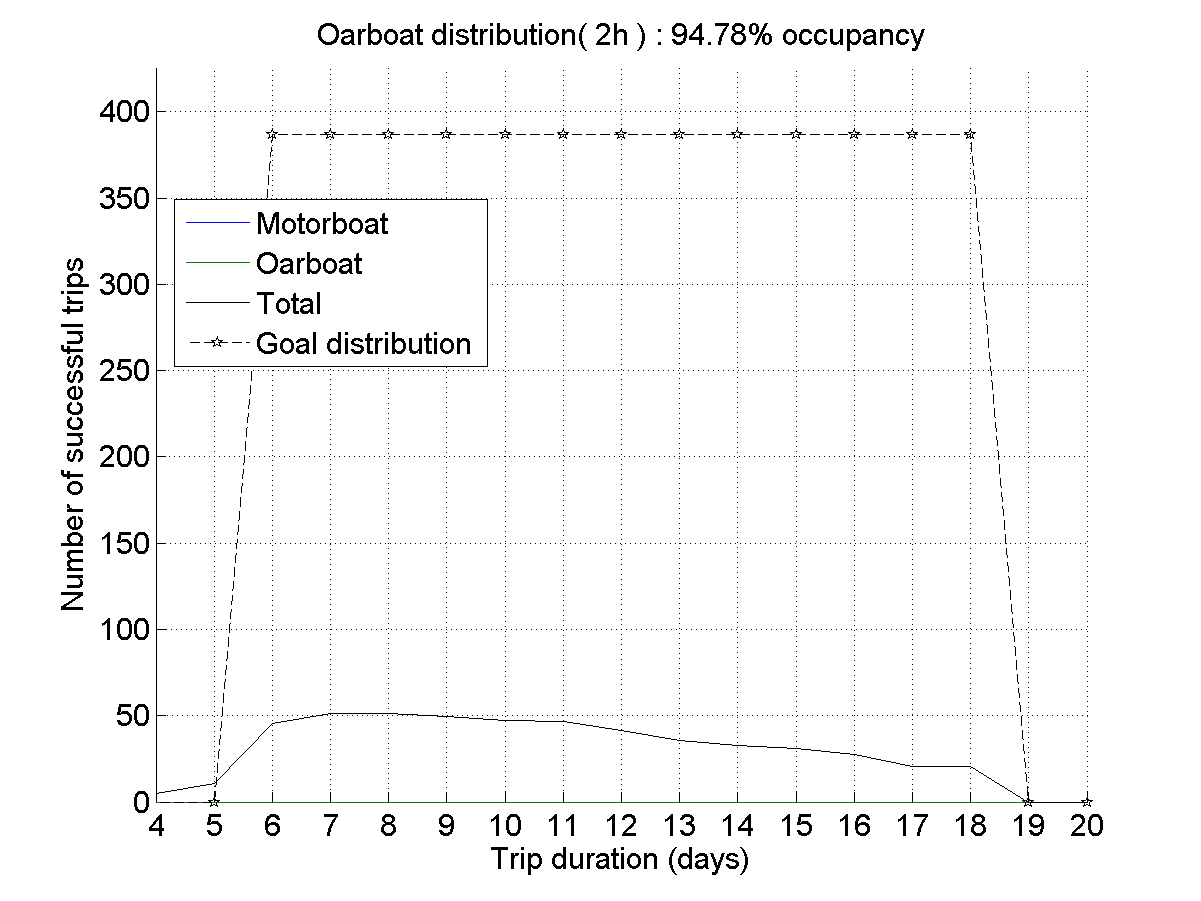 Oarboat distribution( 2h ) : 94.78% occupancy
400
350
300
250
200
150
100
50
0
Number of successful trips
Motorboat
Oarboat
Total
Goal distribution
4 5 6 7 8 9 10 11 12 13 14 15 16 17 18 19 20
Trip duration (days)